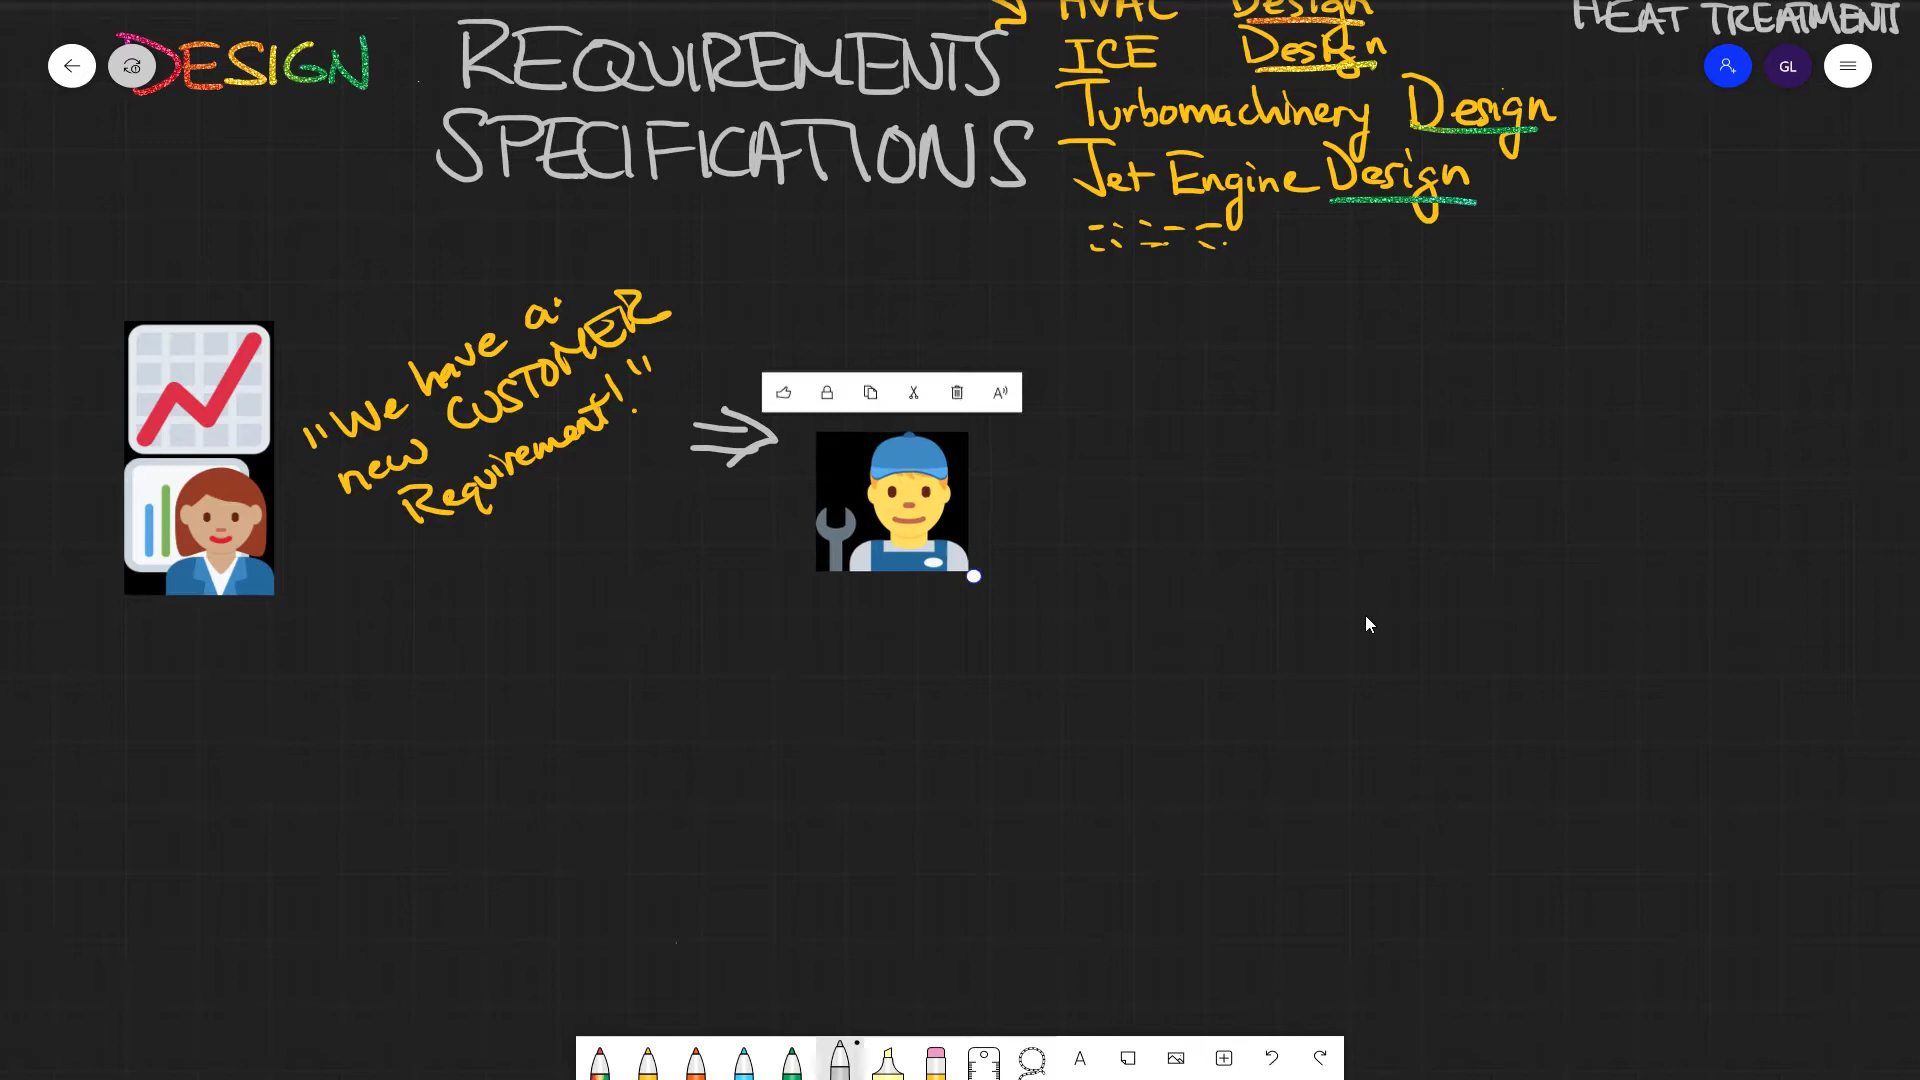 HVAC Design
HEAT TREATMENTS
DESIGN
REQUIREMENTS
SPECIFICATIONS
ICE Design
Turbomachinery Design
Jet Engine Design
GL
"We have a
new CUSTOMER
Requirement!"
A
A